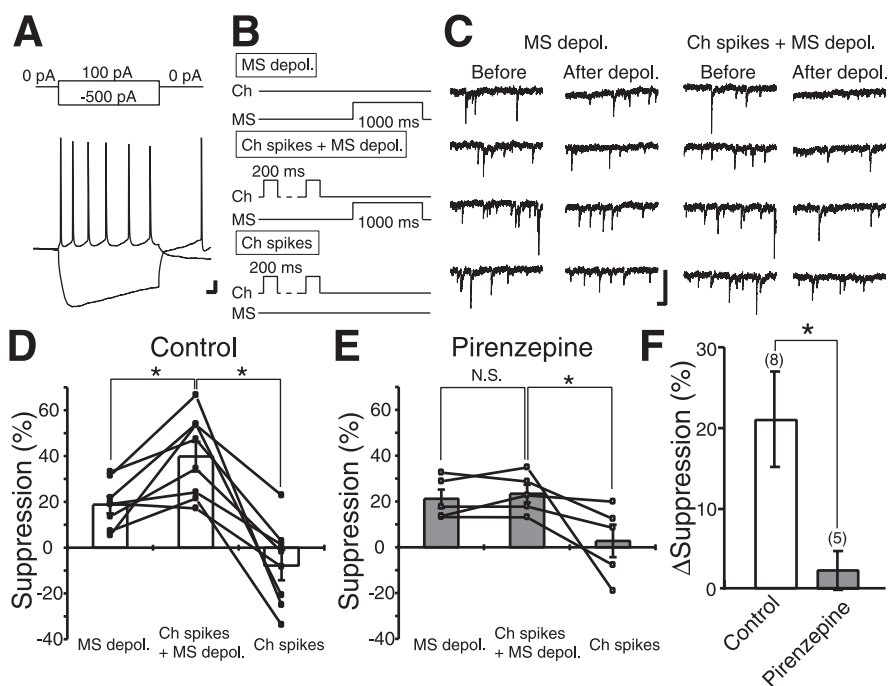 A
0 pA
100 pA
0 pA
-500 pA
B
MS depol.
Ch
MS
1000 ms
Ch spikes + MS depol.
200 ms
Ch
MS
1000 ms
Ch spikes
200 ms
Ch
MS
C
MS depol.
Ch spikes + MS depol.
Before
After depol.
Before
After depol.
D
Control
Suppression (%)
60
40
20
0
-20
-40
*
*
MS depol.
Ch spikes
+ MS depol.
Ch spikes
E
Pirenzepine
Suppression (%)
60
40
20
0
-20
-40
N.S.
*
MS depol.
Ch spikes
+ MS depol.
Ch spikes
F
ΔSuppression (%)
30
20
10
0
*
(8)
(5)
Control
Pirenzepine